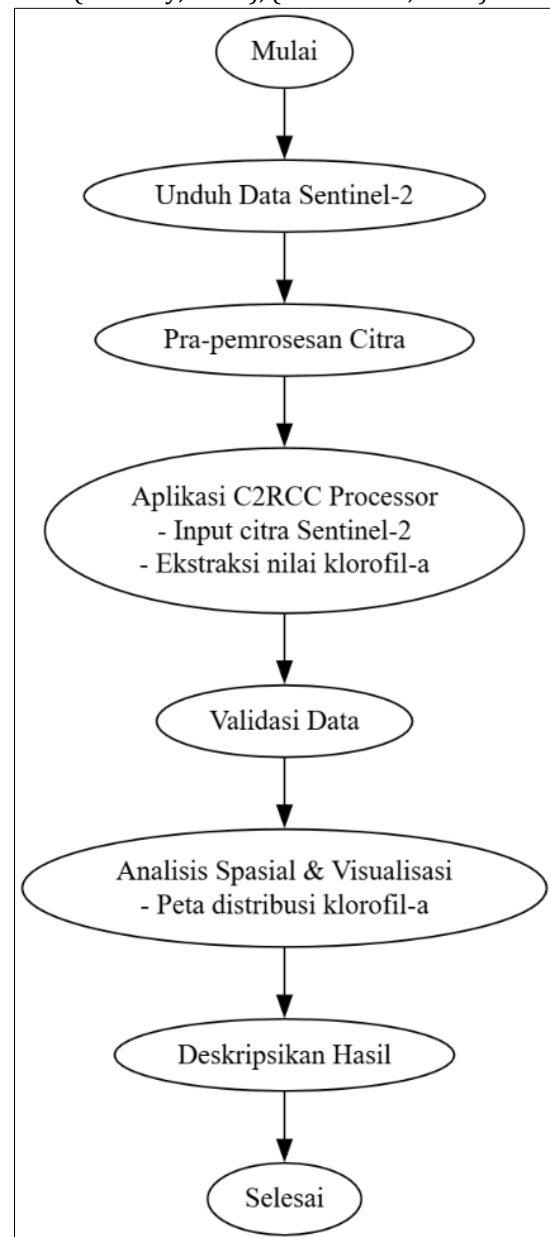 Mulai
Unduh Data Sentinel-2
Pra-pemrosesan Citra
Aplikasi C2RCC Processor
- Input citra Sentinel-2
- Ekstraksi nilai klorofil-a
Validasi Data
Analisis Spasial & Visualisasi
- Peta distribusi klorofil-a
Deskripsikan Hasil
Selesai